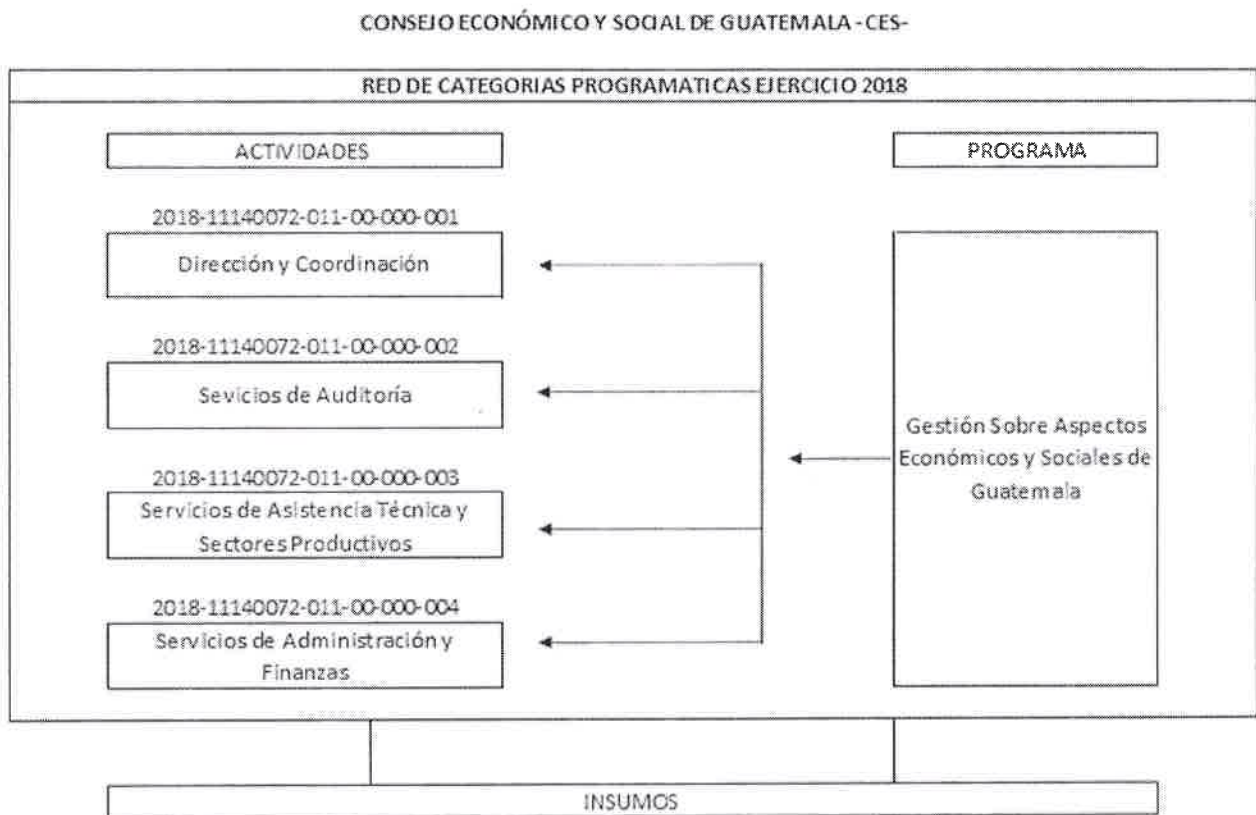 CONSEJO ECONÓMICO Y SOCIAL DE GUATEMALA -CES-
RED DE CATEGORIAS PROGRAMATICAS EJERCICIO 2018
ACTIVIDADES
PROGRAMA
2018-11140072-011-00-000-001
Dirección y Coordinación
2018-11140072-011-00-000-002
Sevicios de Auditoría
2018-11140072-011-00-000-003
Servicios de Asistencia Técnica y
Sectores Productivos
2018-11140072-011-00-000-004
Servicios de Administración y
Finanzas
Gestión Sobre Aspectos
Económicos y Sociales de
Guatemala
INSUMOS